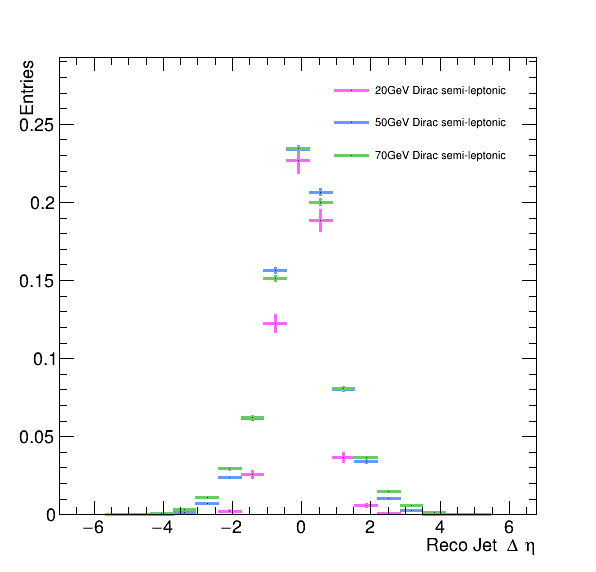 Entries
20GeV Dirac semi-leptonic
50GeV Dirac semi-leptonic
70GeV Dirac semi-leptonic
0.25
0.2
0.15
0.1
0.05
0
−6 −4 −2 0 2 4 6
Reco Jet Δ η